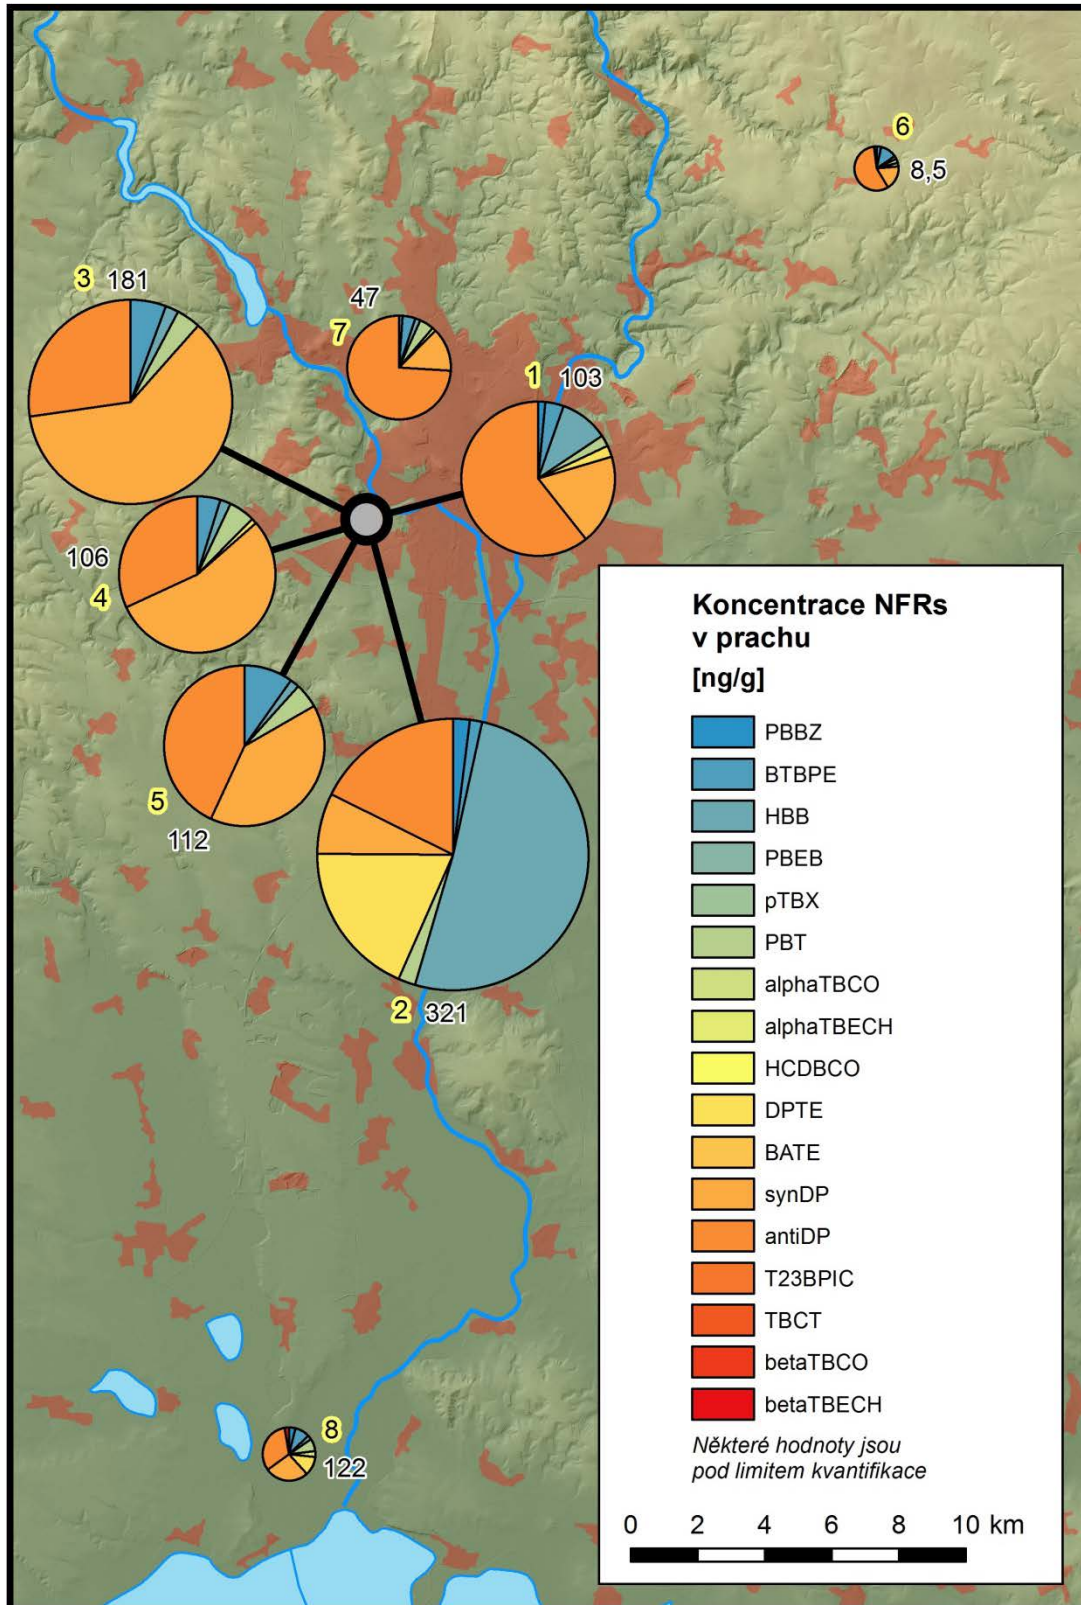 6
8,5
3 181
47
7
1 103
106
4
5
112
2 321
8
122
Koncentrace NFRs
v prachu
[ng/g]
PBBZ
BTBPE
HBB
PBEB
pTBX
PBT
alphaTBCO
alphaTBECH
HCDBCO
DPTE
BATE
synDP
antiDP
T23BPIC
TBCT
betaTBCO
betaTBECH
Některé hodnoty jsou
pod limitem kvantifikace
0 2 4 6 8 10 km